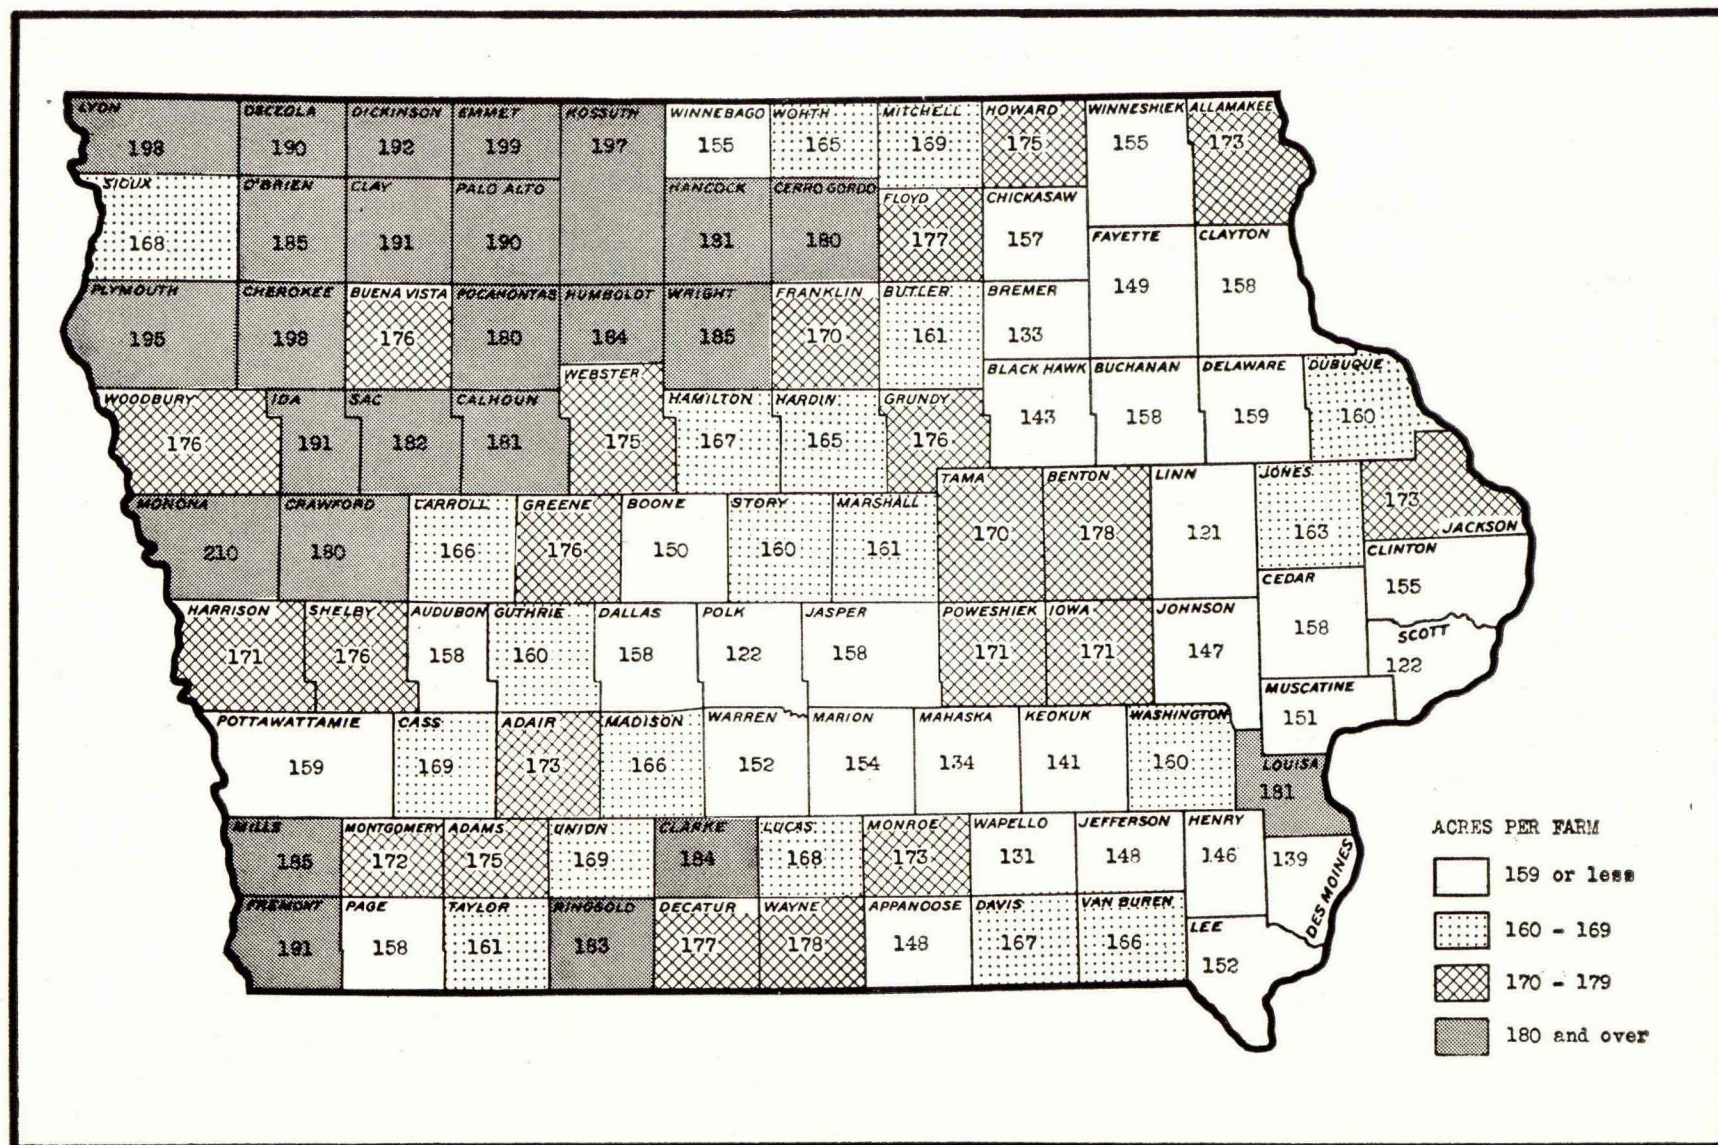 LYON OSCEOLA DICKINSON EMMET KOSSUTH WINNEBAGO WORTH MITCHELL HOWARD WINNESHIEK ALLAMAKEE
198 190 192 199 197 155 165 169 175 155 173
SIOUX O'BRIEN CLAY PALO ALTO HANCOCK CERRO GORDO FLOYD CHICKASAW
168 185 191 190 181 180 177 157
FAYETTE CLAYTON
149 158
PLYMOUTH CHEROKEE BUENA VISTA POCAHONTAS HUMBOLDT WRIGHT FRANKLIN BUTLER BREMER
195 198 176 180 184 185 170 161 133
WEBSTER BLACK HAWK BUCHANAN DELAWARE DUBUQUE
175 143 158 159 160
WOODBURY IDA SAC CALHOUN HAMILTON HARDIN GRUNDY
176 191 182 181 167 165 176
TAMA BENTON LINN JONES
170 178 121 163
173
JACKSON
MONONA CRAWFORD CARROLL GREENE BOONE STORY MARSHALL
210 180 166 176 150 160 161
CLINTON
155
CEDAR
158
HARRISON SHELBY AUDUBON GUTHRIE DALLAS POLK JASPER POWESHIEK IOWA JOHNSON
171 176 158 160 158 122 158 171 171 147
SCOTT
122
MUSCATINE
151
POTTAWATTAMIE CASS ADAIR MADISON WARREN MARION MAHASKA KEOKUK WASHINGTON
159 169 173 166 152 154 134 141 160
LOUISA
181
MILLS MONTGOMERY ADAMS UNION CLARKE LUCAS MONROE WAPELLO JEFFERSON HENRY
185 172 175 169 184 168 173 131 148 146
139
DES MOINES
FREMONT PAGE TAYLOR RINGGOLD DECATUR WAYNE APPANOOSE DAVIS VAN BUREN
191 158 161 183 177 178 148 167 166
LEE
152
ACRES PER FARM
159 or less
160 - 169
170 - 179
180 and over